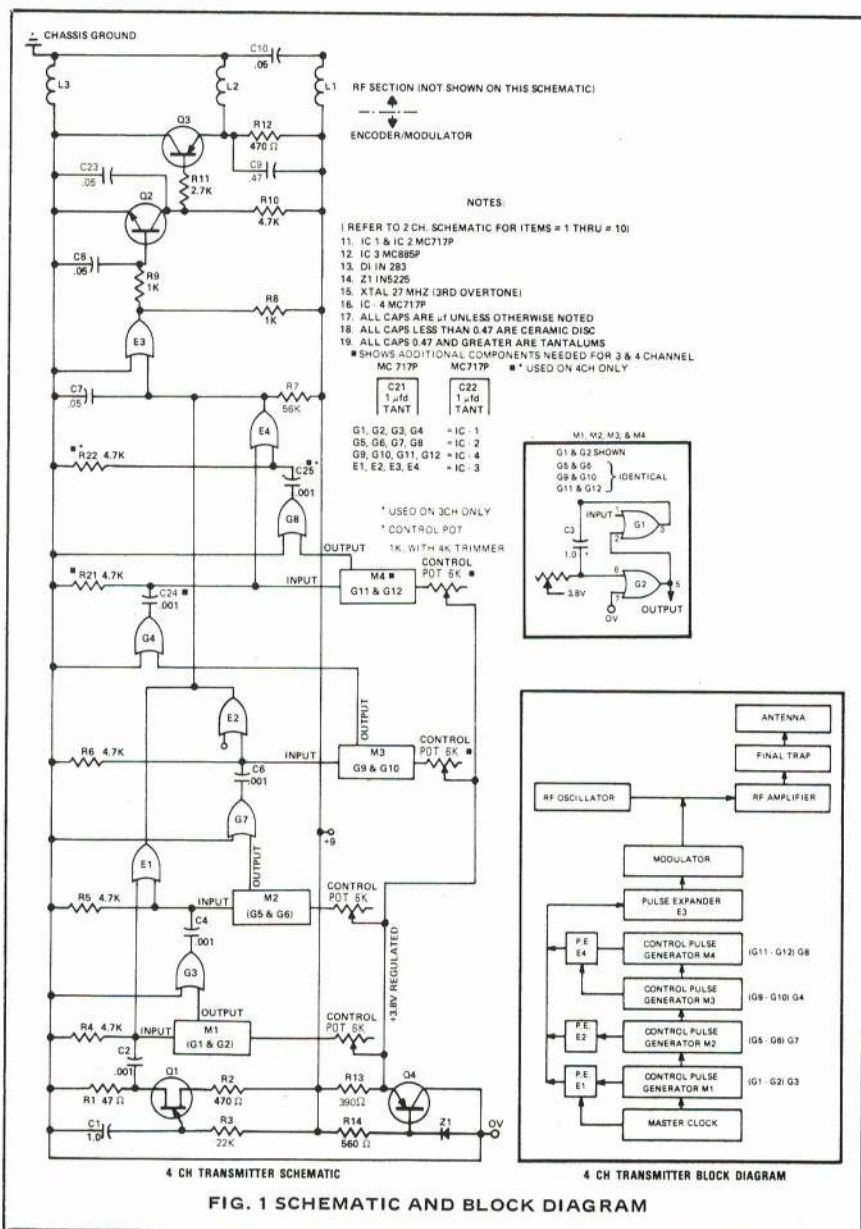 CHASSIS GROUND
C10
.05
L3
L2
L1
RF SECTION (NOT SHOWN ON THIS SCHEMATIC)
ENCODER/MODULATOR
Q3
R12
470 Ω
C9
.47
R11
2.7K
C23
.05
Q2
R10
4.7K
C8
.05
R9
1K
R8
1K
E3
NOTES:
( REFER TO 2 CH. SCHEMATIC FOR ITEMS # 1 THRU # 10)
11. IC 1 & IC 2 MC717P
12. IC 3 MC885P
13. DI IN 283
14. Z1 IN5225
15. XTAL 27 MHZ (3RD OVERTONE)
16. IC - 4 MC717P
17. ALL CAPS ARE µf UNLESS OTHERWISE NOTED
18. ALL CAPS LESS THAN 0.47 ARE CERAMIC DISC
19. ALL CAPS 0.47 AND GREATER ARE TANTALUMS
■ SHOWS ADDITIONAL COMPONENTS NEEDED FOR 3 & 4 CHANNEL
MC 717P MC717P ■ * USED ON 4CH ONLY
C21
1 µfd
TANT
C22
1 µfd
TANT
G1, G2, G3, G4 = IC - 1
G5, G6, G7, G8 = IC - 2
G9, G10, G11, G12 = IC - 4
E1, E2, E3, E4 = IC - 3
* USED ON 3CH ONLY
* CONTROL POT
1K, WITH 4K TRIMMER
C7
.05
R7
56K
E4
■* R22 4.7K
C25 ■*
.001
G8
OUTPUT
■ R21 4.7K
C24 ■
.001
INPUT
M4 ■
G11 & G12
CONTROL
POT 6K ■
G4
E2
OUTPUT
R6 4.7K
INPUT
M3
G9 & G10
CONTROL
POT 6K ■
C6
.001
G7
+9
E1
OUTPUT
R5 4.7K
INPUT
M2
(G5 & G6)
CONTROL
POT 6K
C4
.001
G3
+3.8V REGULATED
OUTPUT
R4 4.7K
INPUT
M1
(G1 & G2)
CONTROL
POT 6K
C2
.001
Q1
R1 47 Ω
R2
470 Ω
R13
390Ω
Q4
C1
1.0
R3
22K
R14
560 Ω
Z1
OV
4 CH TRANSMITTER SCHEMATIC
M1, M2, M3, & M4
G1 & G2 SHOWN
G5 & G6
G9 & G10
G11 & G12
IDENTICAL
INPUT
1
2
3
G1
C3
1.0
*
3.8V
6
7
5
G2
OV
OUTPUT
ANTENNA
FINAL TRAP
RF OSCILLATOR
RF AMPLIFIER
MODULATOR
PULSE EXPANDER
E3
P.E.
E4
CONTROL PULSE
GENERATOR M4
(G11 - G12) G8
CONTROL PULSE
GENERATOR M3
(G9 - G10) G4
P.E.
E2
CONTROL PULSE
GENERATOR M2
(G5 - G6) G7
P.E
E1
CONTROL PULSE
GENERATOR M1
(G1 - G2) G3
MASTER CLOCK
4 CH TRANSMITTER BLOCK DIAGRAM
FIG. 1 SCHEMATIC AND BLOCK DIAGRAM